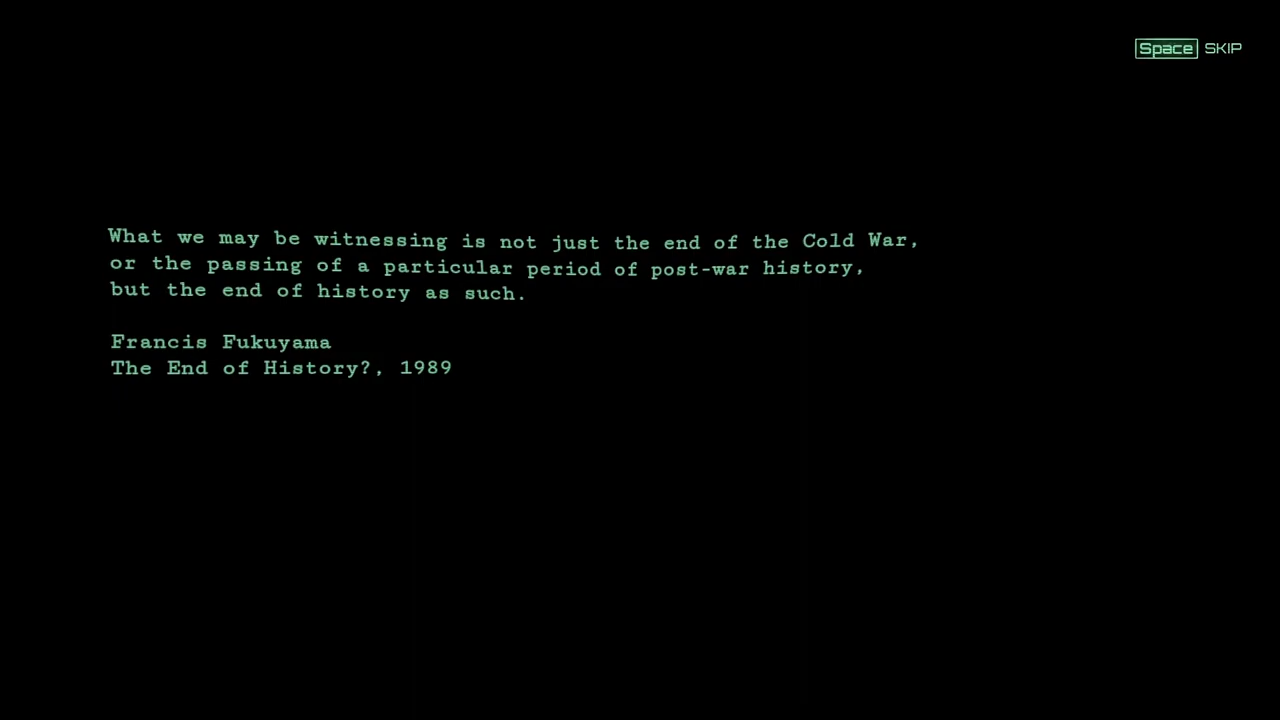 Space SKIP
What we may be witnessing is not just the end of the Cold War,
or the passing of a particular period of post-war history,
but the end of history as such.
Francis Fukuyama
The End of History?, 1989